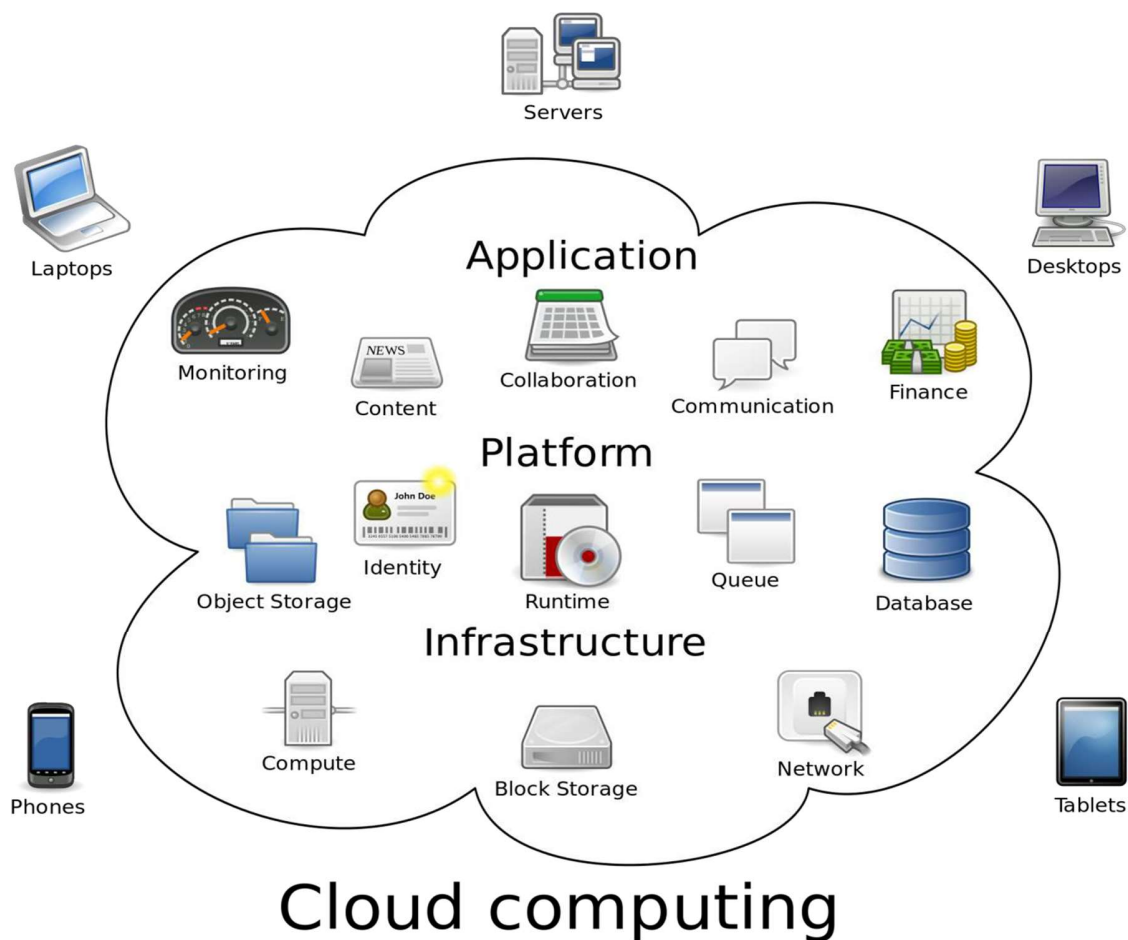 Servers
Laptops
Desktops
Application
Monitoring
NEWS
Content
Collaboration
Communication
Finance
Platform
Object Storage
John Doe
Identity
Runtime
Queue
Database
Infrastructure
Compute
Block Storage
Network
Phones
Tablets
Cloud computing